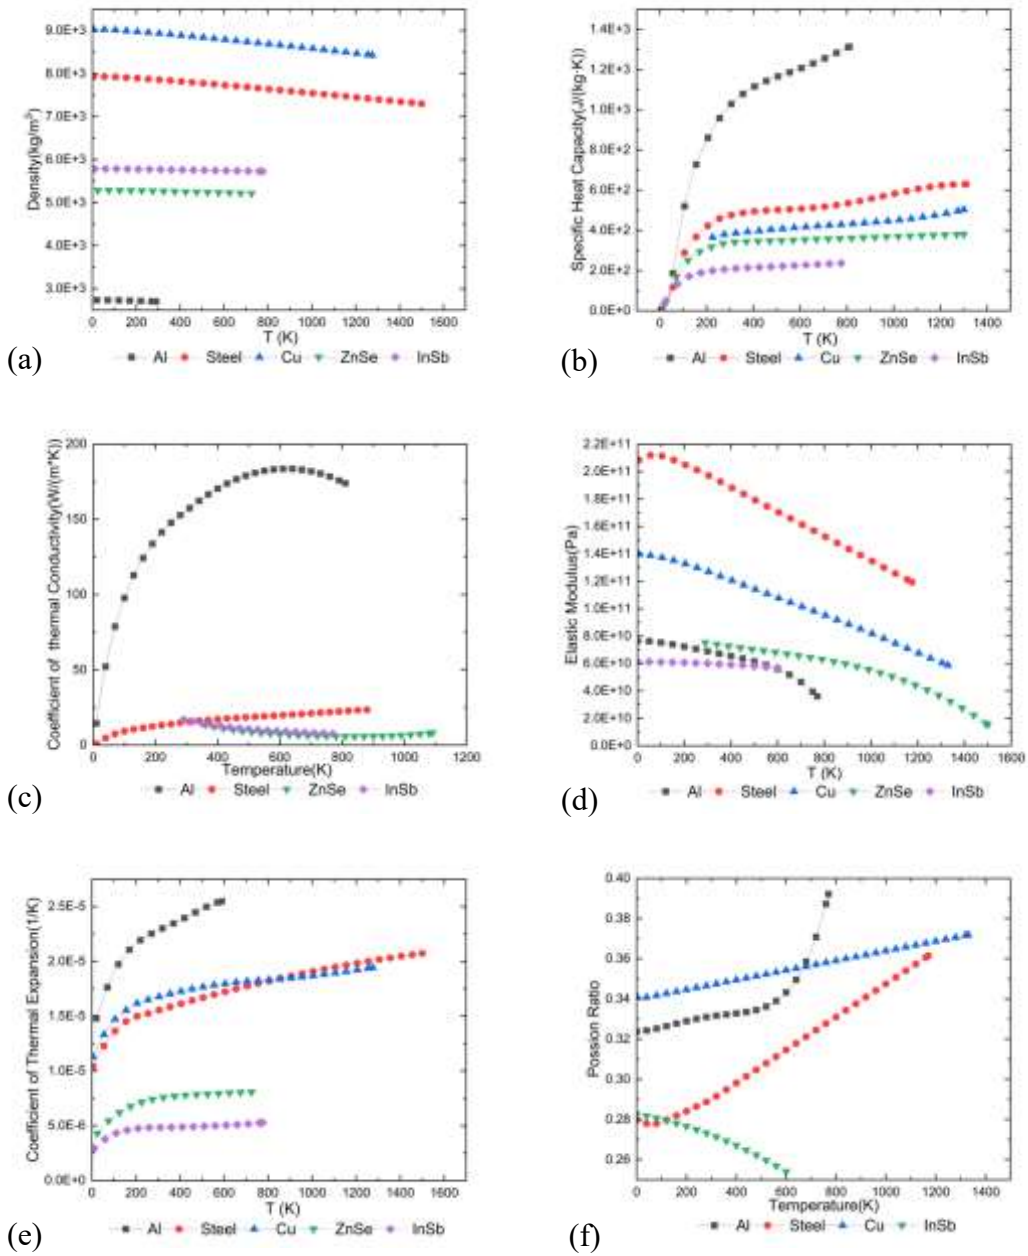 Density(kg/m³)
9.0E+3
8.0E+3
7.0E+3
6.0E+3
5.0E+3
4.0E+3
3.0E+3
0 200 400 600 800 1000 1200 1400 1600
T (K)
Al Steel Cu ZnSe InSb
(a)
Specific Heat Capacity(J/(kg·K))
1.4E+3
1.2E+3
1.0E+3
8.0E+2
6.0E+2
4.0E+2
2.0E+2
0.0E+0
0 200 400 600 800 1000 1200 1400
T (K)
Al Steel Cu ZnSe InSb
(b)
Coefficient of thermal Conductivity(W/(m*K))
200
150
100
50
0
0 200 400 600 800 1000 1200
Temperature(K)
Al Steel ZnSe InSb
(c)
Elastic Modulus(Pa)
2.2E+11
2.0E+11
1.8E+11
1.6E+11
1.4E+11
1.2E+11
1.0E+11
8.0E+10
6.0E+10
4.0E+10
2.0E+10
0.0E+0
0 200 400 600 800 1000 1200 1400 1600
T (K)
Al Steel Cu ZnSe InSb
(d)
Coefficient of Thermal Expansion(1/K)
2.5E-5
2.0E-5
1.5E-5
1.0E-5
5.0E-6
0.0E+0
0 200 400 600 800 1000 1200 1400 1600
T (K)
Al Steel Cu ZnSe InSb
(e)
Possion Ratio
0.40
0.38
0.36
0.34
0.32
0.30
0.28
0.26
0 200 400 600 800 1000 1200 1400
Temperature(K)
Al Steel Cu InSb
(f)